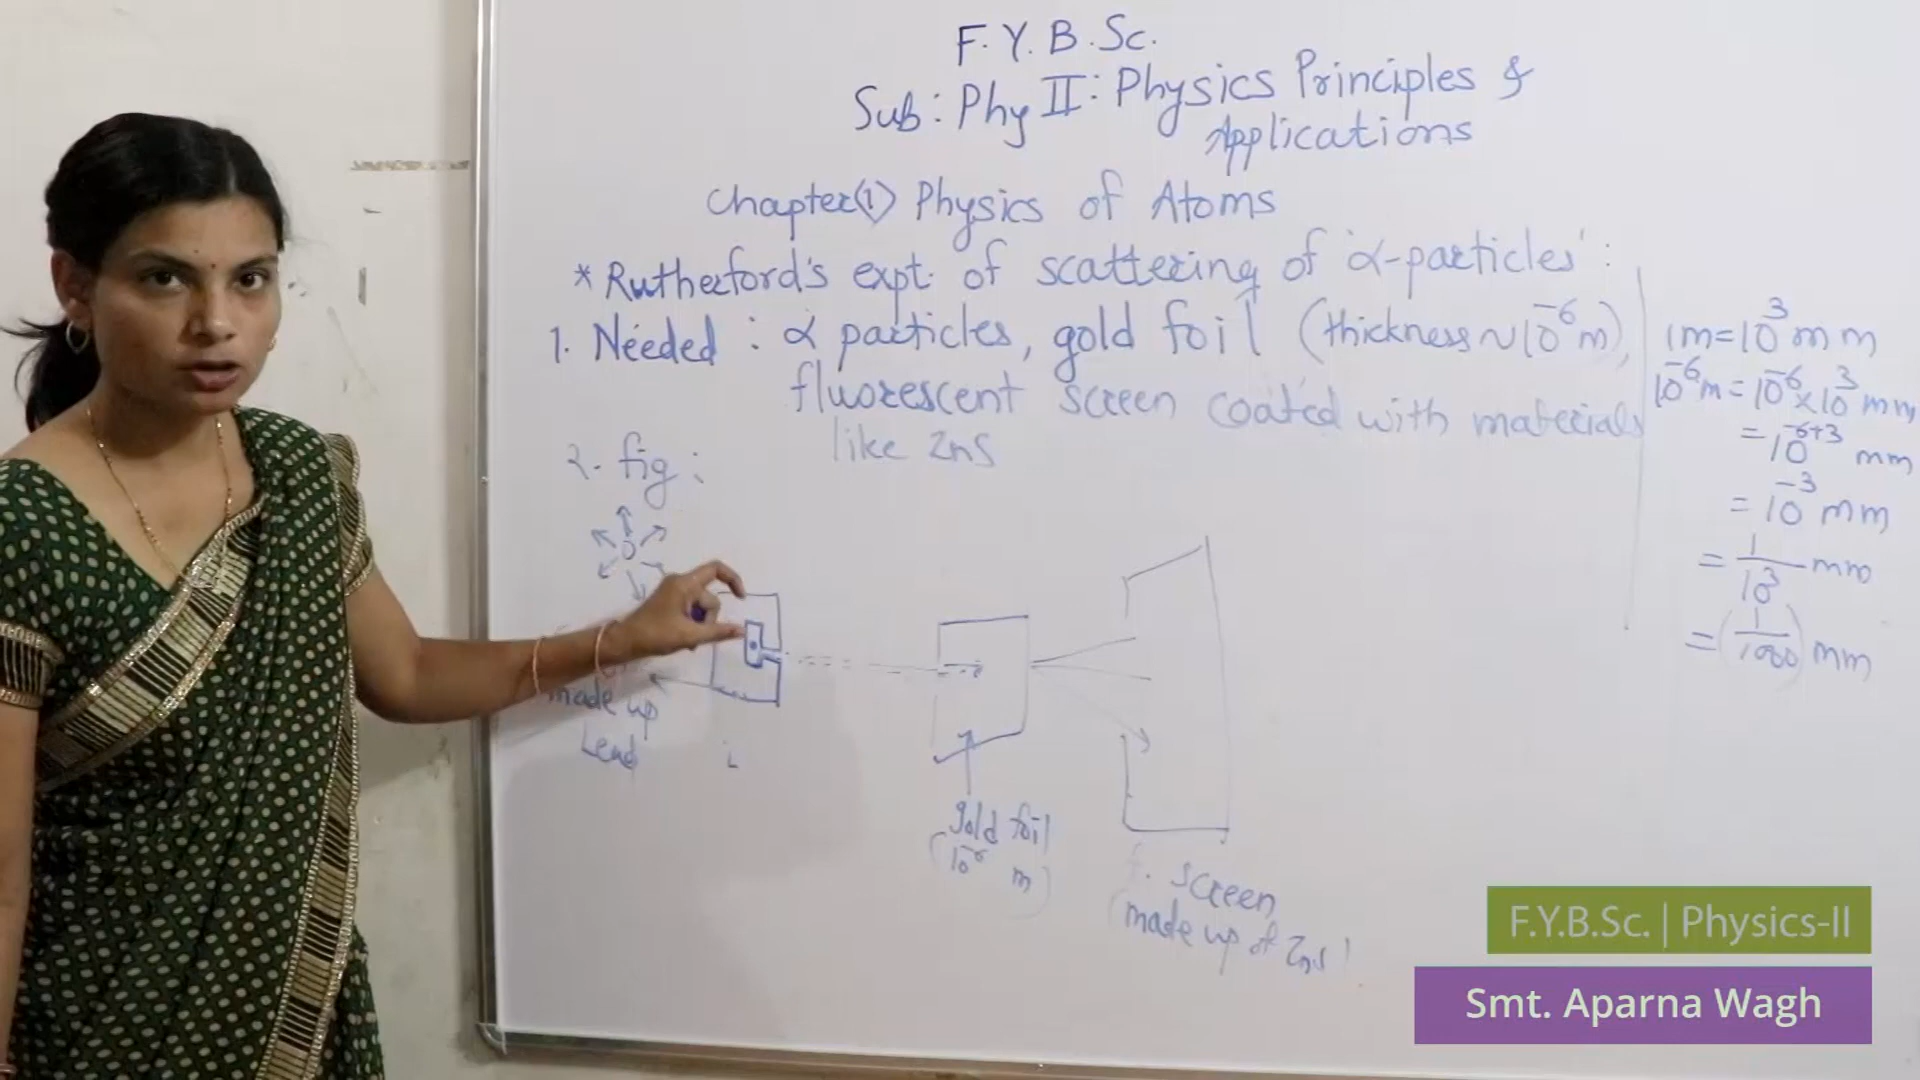 F.Y.B.Sc.
Sub: Phy II: Physics Principles &
Applications
Chapter(1) Physics of Atoms
* Rutherford's expt. of scattering of α-particles:
1. Needed : α particles, gold foil (thickness ~ 10⁻⁶ m),
fluorescent screen coated with materials
like ZnS
2. fig :
made up
Lead
gold foil
(10⁻⁶ m)
f. screen
(made up of ZnS)
1m = 10³ mm
10⁻⁶ m = 10⁻⁶ × 10³ mm
= 10⁻⁶⁺³ mm
= 10⁻³ mm
= 1/10³ mm
= (1/1000) mm
F.Y.B.Sc. | Physics-II
Smt. Aparna Wagh